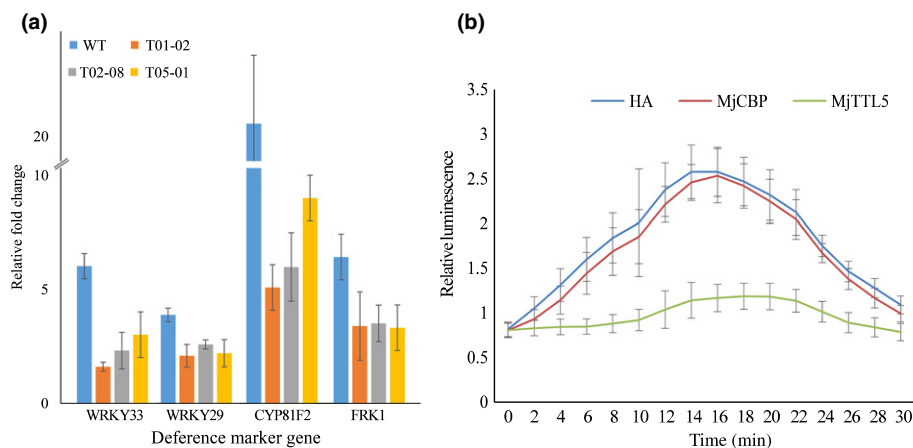 (a)
WT
T01-02
T02-08
T05-01
Relative fold change
20
10
5
0
WRKY33
WRKY29
CYP81F2
FRK1
Deference marker gene
(b)
HA
MjCBP
MjTTL5
Relative luminescence
3.5
3
2.5
2
1.5
1
0.5
0
0 2 4 6 8 10 12 14 16 18 20 22 24 26 28 30
Time (min)